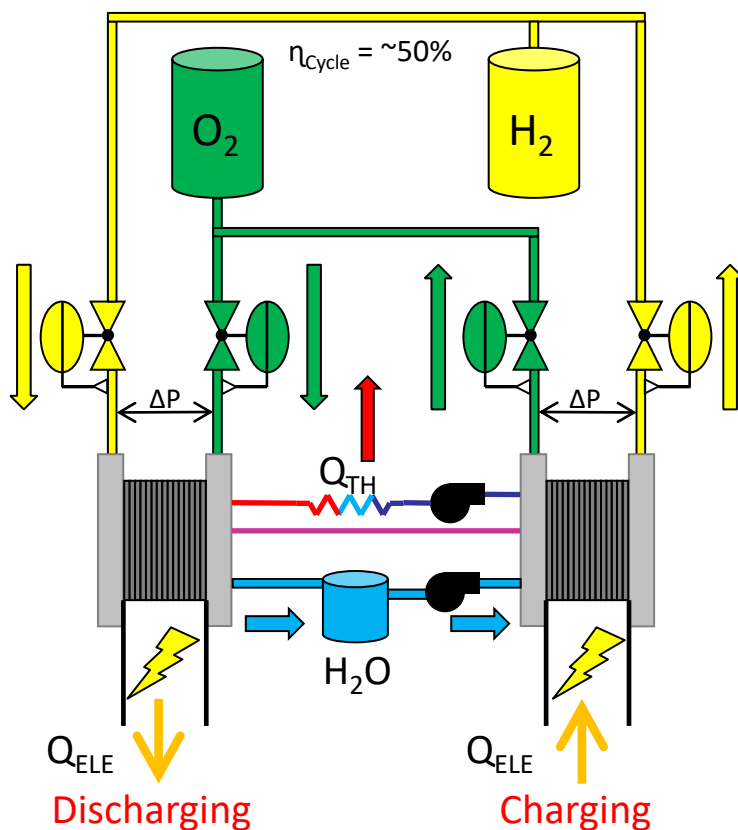 ηCycle = ~50%
O2
H2
ΔP
ΔP
QTH
H2O
QELE
QELE
Discharging
Charging